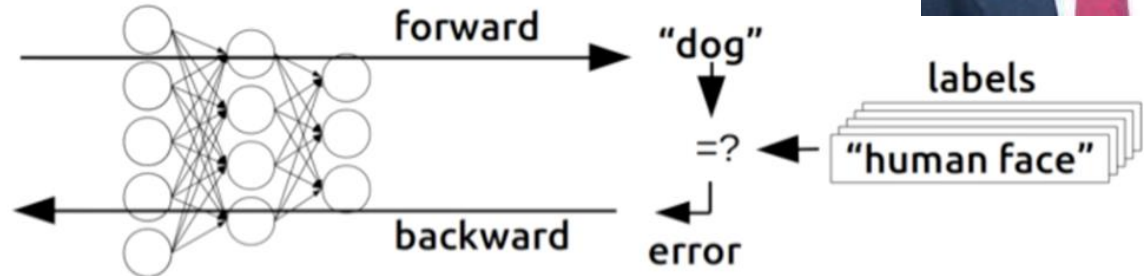 forward
“dog”
labels
=?
“human face”
backward
error